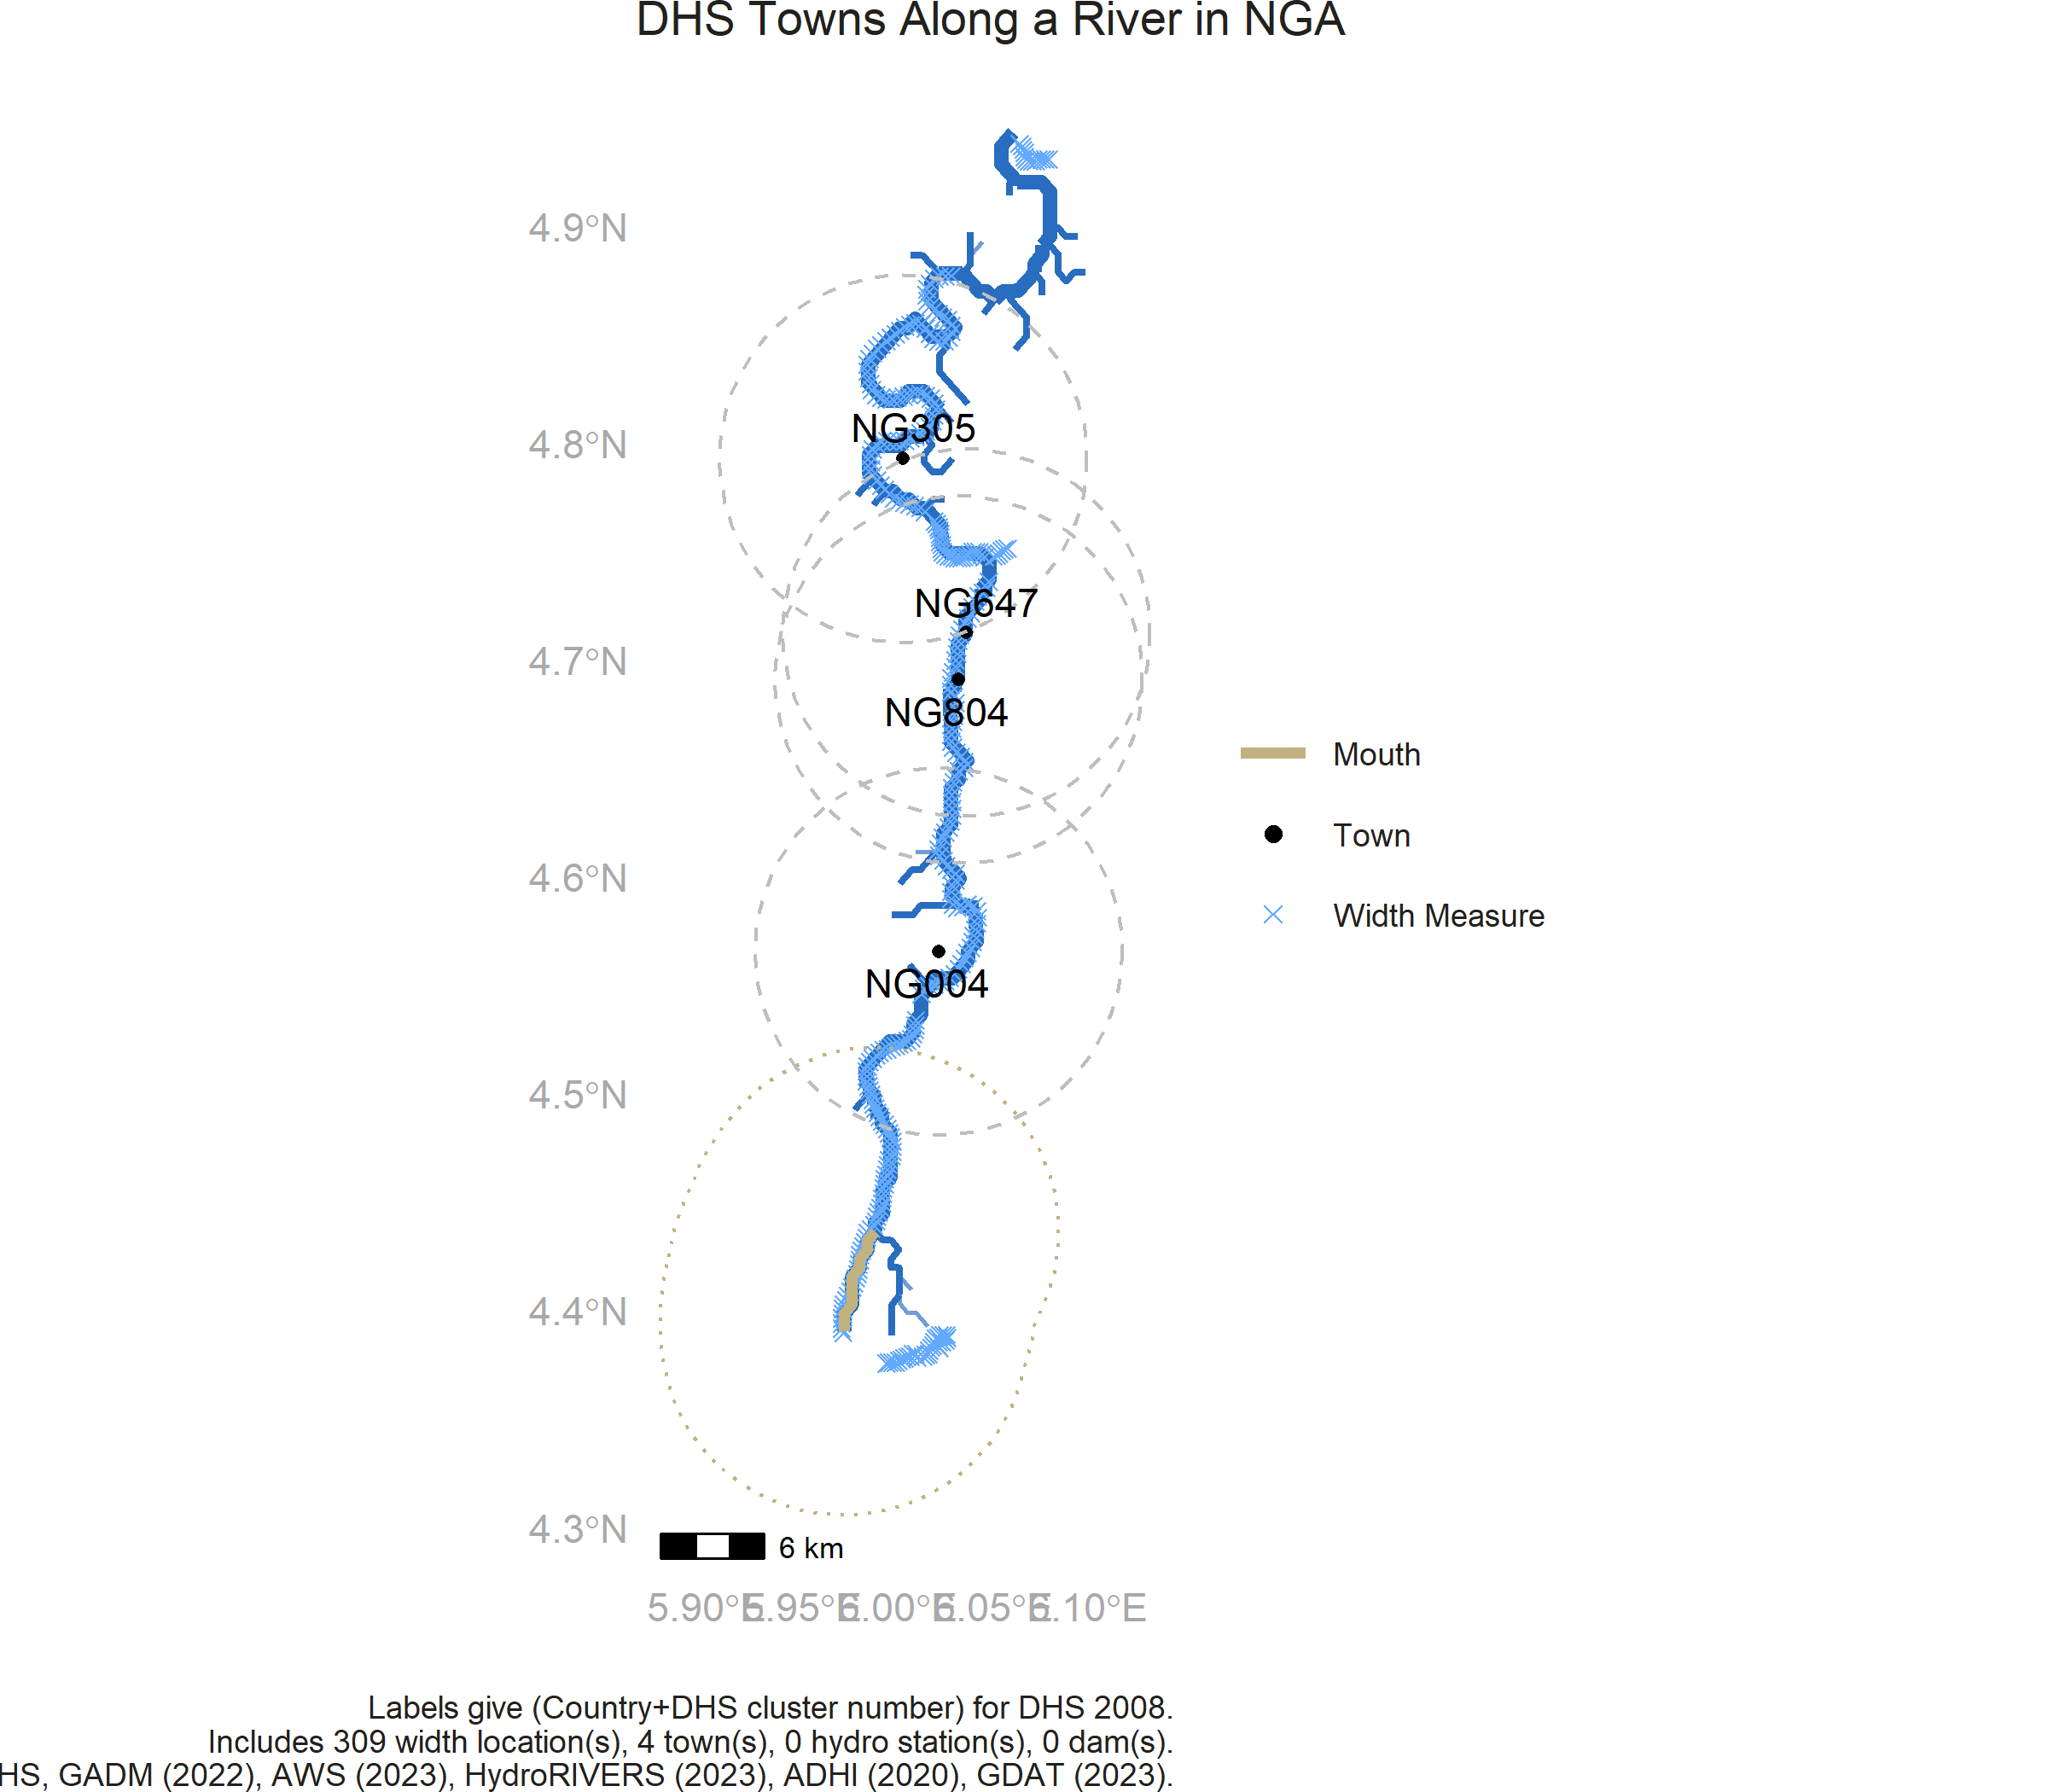 DHS Towns Along a River in NGA
4.9°N
4.8°N
4.7°N
4.6°N
4.5°N
4.4°N
4.3°N
NG305
NG647
NG804
NG004
Mouth
Town
Width Measure
6 km
5.90°E 5.95°E 6.00°E 6.05°E 6.10°E
Labels give (Country+DHS cluster number) for DHS 2008.
Includes 309 width location(s), 4 town(s), 0 hydro station(s), 0 dam(s).
HS, GADM (2022), AWS (2023), HydroRIVERS (2023), ADHI (2020), GDAT (2023).